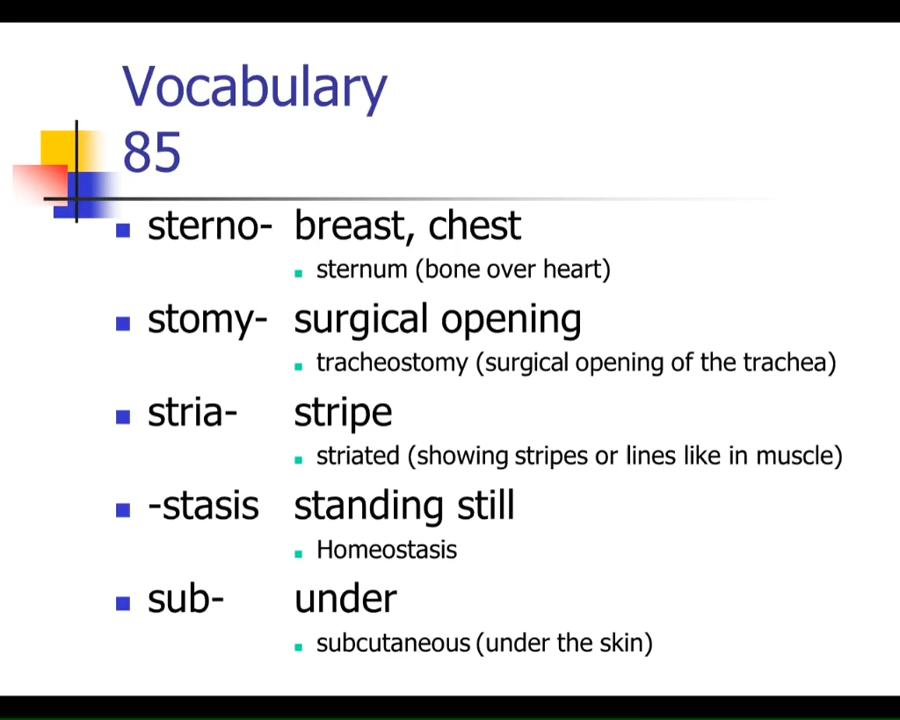 Vocabulary
85
sterno- breast, chest
sternum (bone over heart)
stomy- surgical opening
tracheostomy (surgical opening of the trachea)
stria- stripe
striated (showing stripes or lines like in muscle)
-stasis standing still
Homeostasis
sub- under
subcutaneous (under the skin)